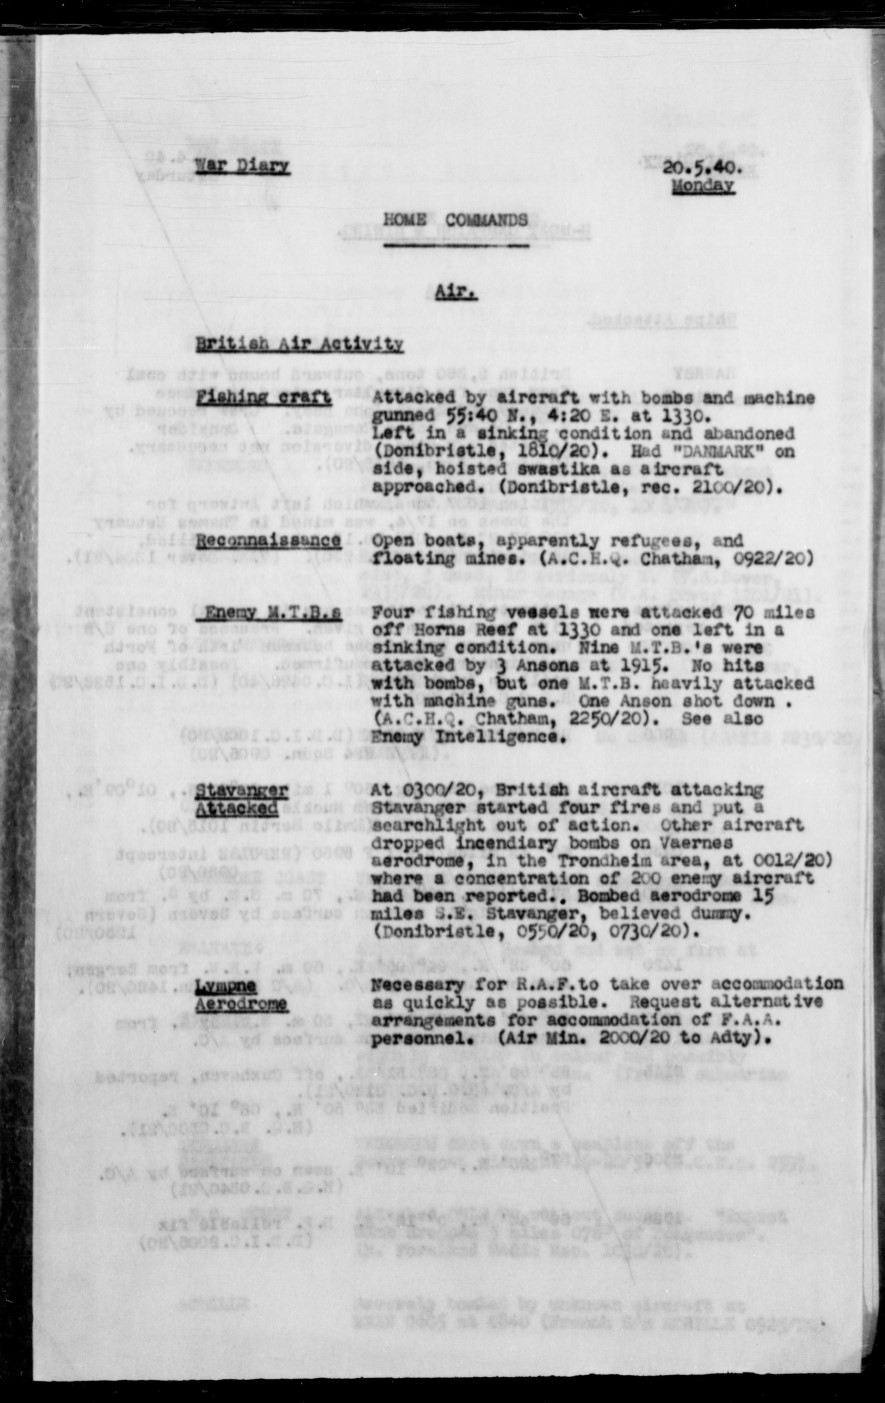 War Diary 20.5.40.
Monday
HOME COMMANDS
Air.
British Air Activity
Fishing craft Attacked by aircraft with bombs and machine
gunned 55:40 N., 4:20 E. at 1330.
Left in a sinking condition and abandoned
(Donibristle, 1810/20). Had "DANMARK" on
side, hoisted swastika as aircraft
approached. (Donibristle, rec. 2100/20).
Reconnaissance Open boats, apparently refugees, and
floating mines. (A.C.H.Q. Chatham, 0922/20)
Enemy M.T.B.s Four fishing vessels were attacked 70 miles
off Horns Reef at 1330 and one left in a
sinking condition. Nine M.T.B.'s were
attacked by 3 Ansons at 1915. No hits
with bombs, but one M.T.B. heavily attacked
with machine guns. One Anson shot down .
(A.C.H.Q. Chatham, 2250/20). See also
Enemy Intelligence.
Stavanger At 0300/20, British aircraft attacking
Attacked Stavanger started four fires and put a
searchlight out of action. Other aircraft
dropped incendiary bombs on Vaernes
aerodrome, in the Trondheim area, at 0012/20)
where a concentration of 200 enemy aircraft
had been reported.. Bombed aerodrome 15
miles S.E. Stavanger, believed dummy.
(Donibristle, 0550/20, 0730/20).
Lympne Necessary for R.A.F.to take over accommodation
Aerodrome as quickly as possible. Request alternative
arrangements for accommodation of F.A.A.
personnel. (Air Min. 2000/20 to Adty).